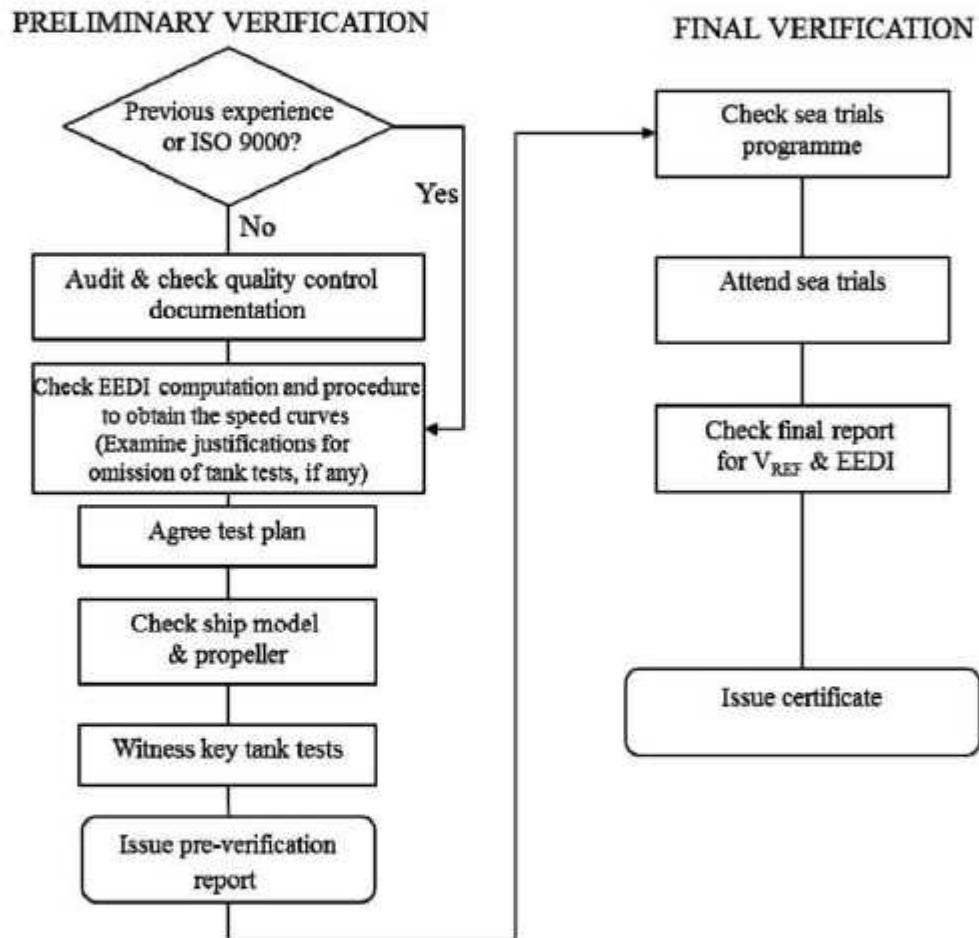 PRELIMINARY VERIFICATION
Previous experience
or ISO 9000?
Yes
No
Audit & check quality control
documentation
Check EEDI computation and procedure
to obtain the speed curves
(Examine justifications for
omission of tank tests, if any)
Agree test plan
Check ship model
& propeller
Witness key tank tests
Issue pre-verification
report
FINAL VERIFICATION
Check sea trials
programme
Attend sea trials
Check final report
for VREF & EEDI
Issue certificate